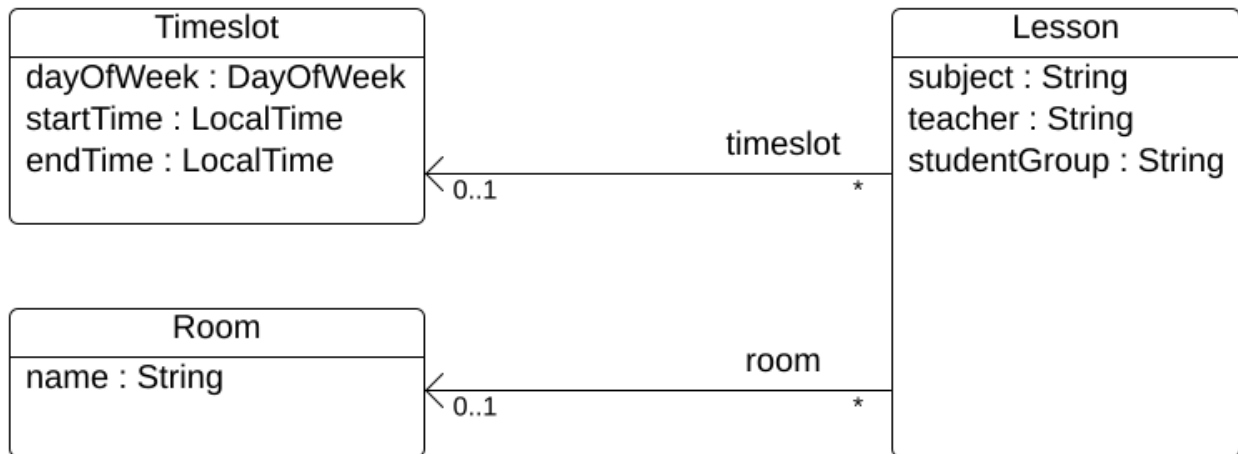 Timeslot
dayOfWeek : DayOfWeek
startTime : LocalTime
endTime : LocalTime
timeslot
0..1
*
Lesson
subject : String
teacher : String
studentGroup : String
Room
name : String
room
0..1
*